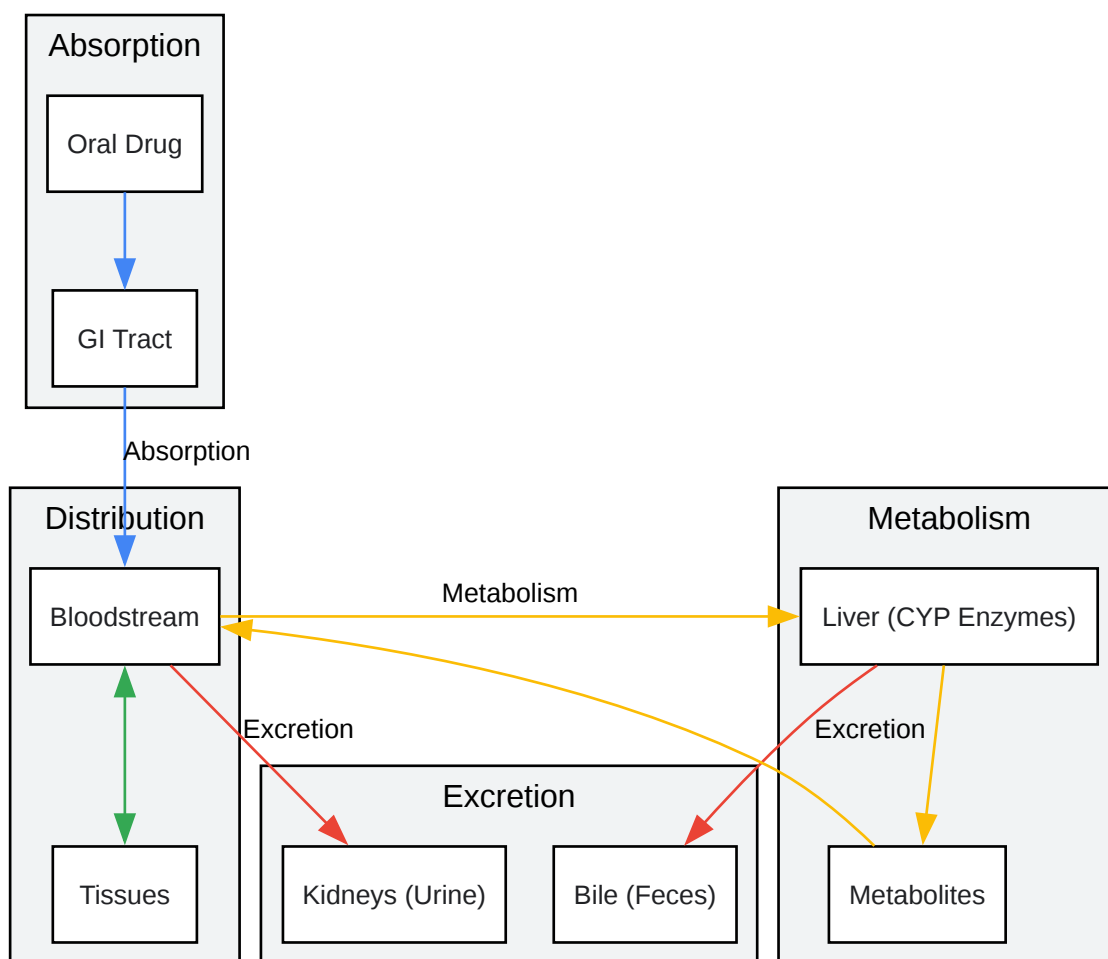 Absorption
Oral Drug
GI Tract
Absorption
Distribution
Metabolism
Bloodstream
Metabolism
Liver (CYP Enzymes)
Excretion
Excretion
Excretion
Tissues
Kidneys (Urine)
Bile (Feces)
Metabolites